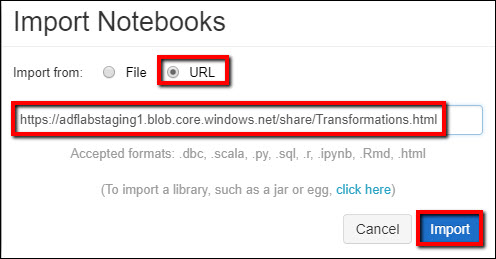 Import Notebooks
Import from: File URL
https://adflabstaging1.blob.core.windows.net/share/Transformations.html
Accepted formats: .dbc, .scala, .py, .sql, .r, .ipynb, .Rmd, .html
(To import a library, such as a jar or egg, click here)
Cancel Import